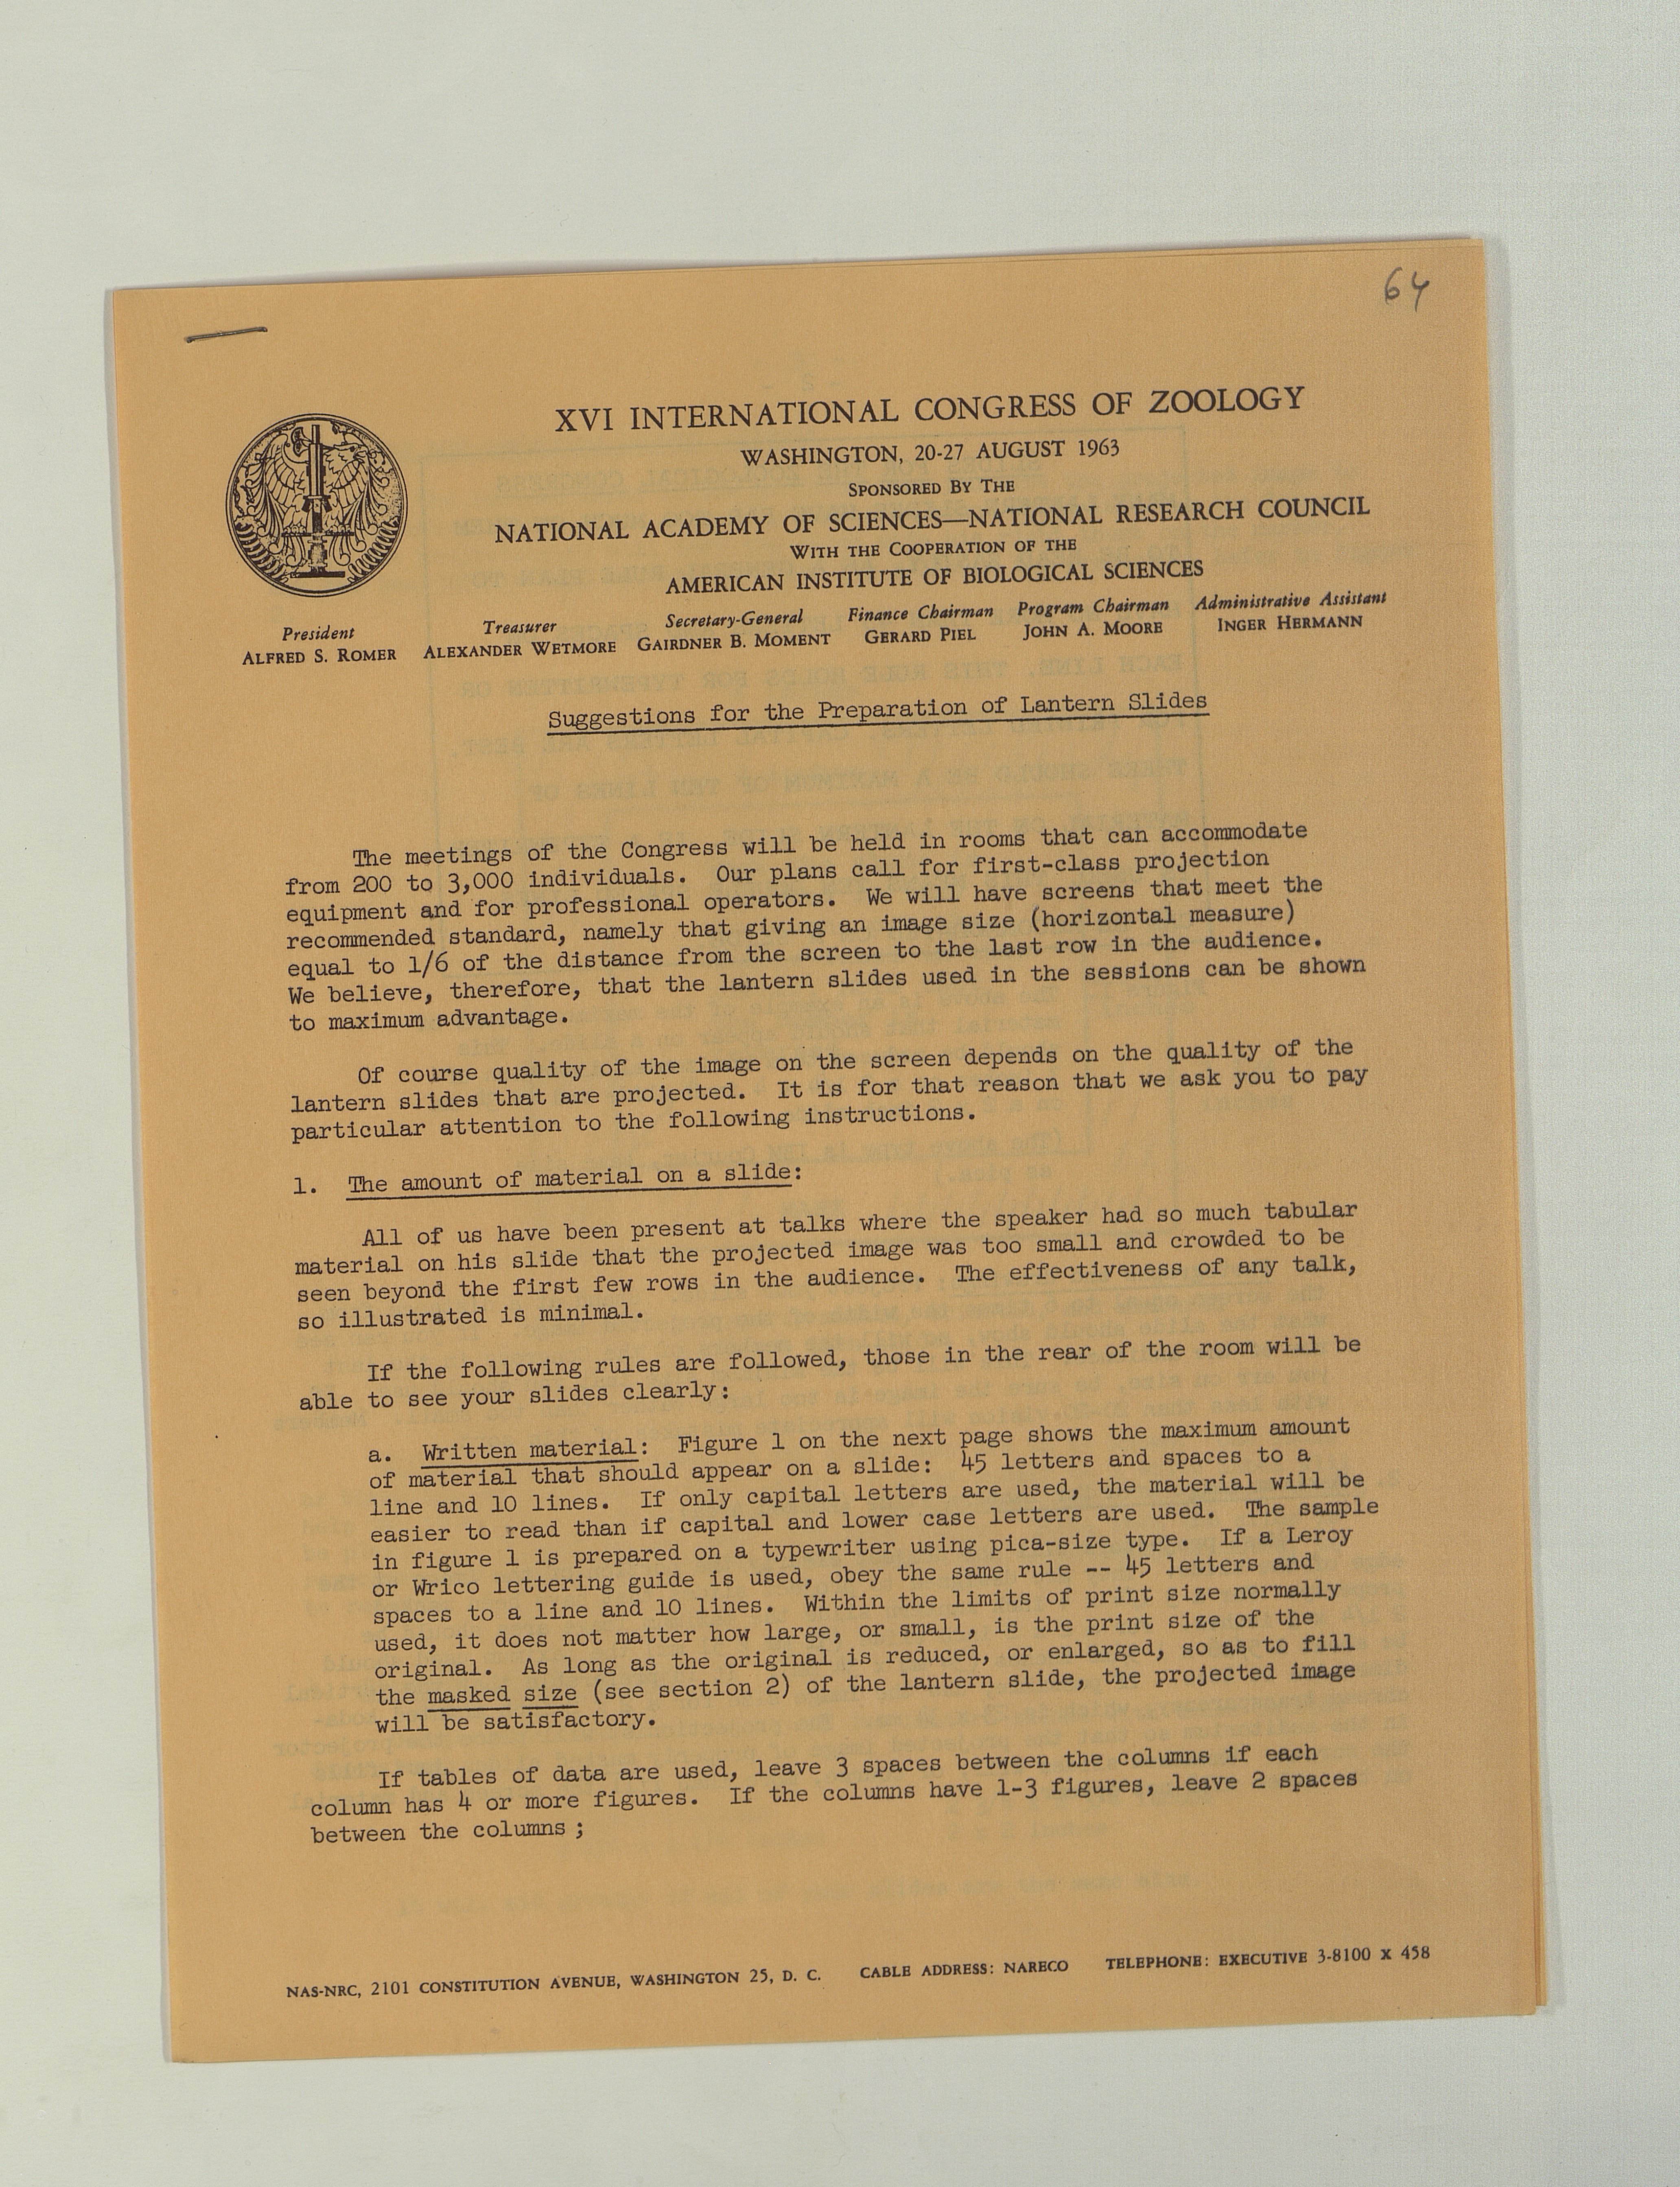 64
XVI INTERNATIONAL CONGRESS OF ZOOLOGY
WASHINGTON, 20-27 AUGUST 1963
SPONSORED BY THE
NATIONAL ACADEMY OF SCIENCES—NATIONAL RESEARCH COUNCIL
WITH THE COOPERATION OF THE
AMERICAN INSTITUTE OF BIOLOGICAL SCIENCES
President Treasurer Secretary-General Finance Chairman Program Chairman Administrative Assistant
ALFRED S. ROMER ALEXANDER WETMORE GAIRDNER B. MOMENT GERARD PIEL JOHN A. MOORE INGER HERMANN
Suggestions for the Preparation of Lantern Slides
The meetings of the Congress will be held in rooms that can accommodate
from 200 to 3,000 individuals. Our plans call for first-class projection
equipment and for professional operators. We will have screens that meet the
recommended standard, namely that giving an image size (horizontal measure)
equal to 1/6 of the distance from the screen to the last row in the audience.
We believe, therefore, that the lantern slides used in the sessions can be shown
to maximum advantage.
Of course quality of the image on the screen depends on the quality of the
lantern slides that are projected. It is for that reason that we ask you to pay
particular attention to the following instructions.
1. The amount of material on a slide:
All of us have been present at talks where the speaker had so much tabular
material on his slide that the projected image was too small and crowded to be
seen beyond the first few rows in the audience. The effectiveness of any talk,
so illustrated is minimal.
If the following rules are followed, those in the rear of the room will be
able to see your slides clearly:
a. Written material: Figure 1 on the next page shows the maximum amount
of material that should appear on a slide: 45 letters and spaces to a
line and 10 lines. If only capital letters are used, the material will be
easier to read than if capital and lower case letters are used. The sample
in figure 1 is prepared on a typewriter using pica-size type. If a Leroy
or Wrico lettering guide is used, obey the same rule -- 45 letters and
spaces to a line and 10 lines. Within the limits of print size normally
used, it does not matter how large, or small, is the print size of the
original. As long as the original is reduced, or enlarged, so as to fill
the masked size (see section 2) of the lantern slide, the projected image
will be satisfactory.
If tables of data are used, leave 3 spaces between the columns if each
column has 4 or more figures. If the columns have 1-3 figures, leave 2 spaces
between the columns ;
NAS-NRC, 2101 CONSTITUTION AVENUE, WASHINGTON 25, D. C. CABLE ADDRESS: NARECO TELEPHONE: EXECUTIVE 3-8100 X 458